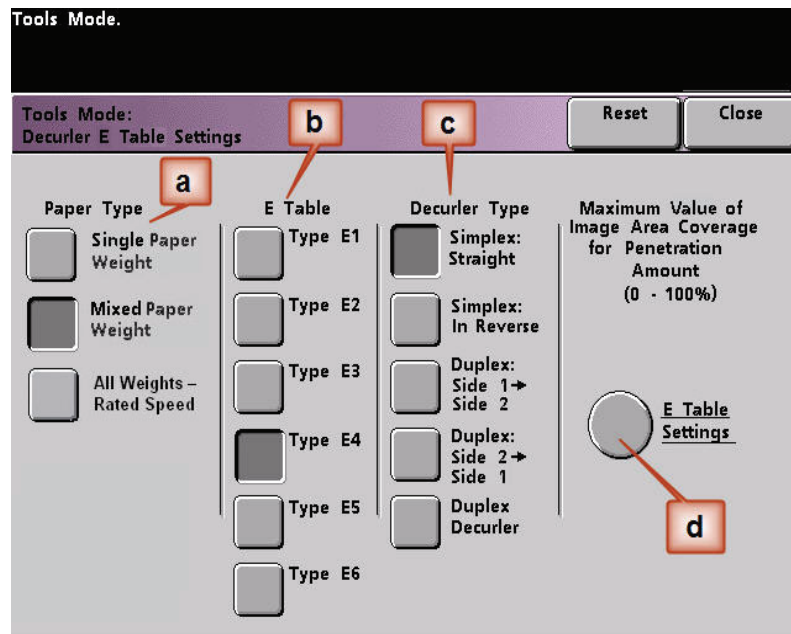 Tools Mode.
Tools Mode:
Decurler E Table Settings
Reset
Close
a
b
c
Paper Type
Single Paper
Weight
Mixed Paper
Weight
All Weights –
Rated Speed
E Table
Type E1
Type E2
Type E3
Type E4
Type E5
Type E6
Decurler Type
Simplex:
Straight
Simplex:
In Reverse
Duplex:
Side 1→
Side 2
Duplex:
Side 2→
Side 1
Duplex
Decurler
Maximum Value of
Image Area Coverage
for Penetration
Amount
(0 - 100%)
E Table
Settings
d